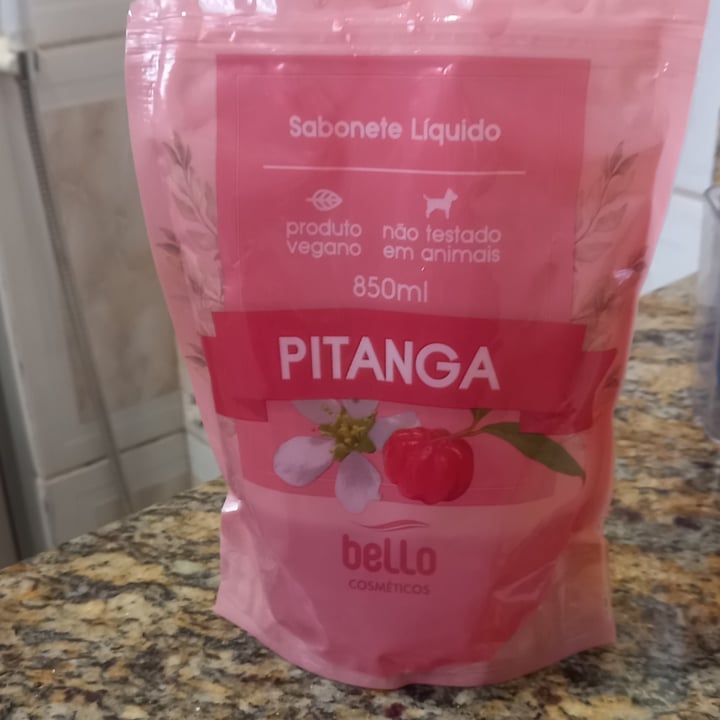 Sabonete Líquido
produto não testado
vegano em animais
850ml
PITANGA
bello
COSMÉTICOS